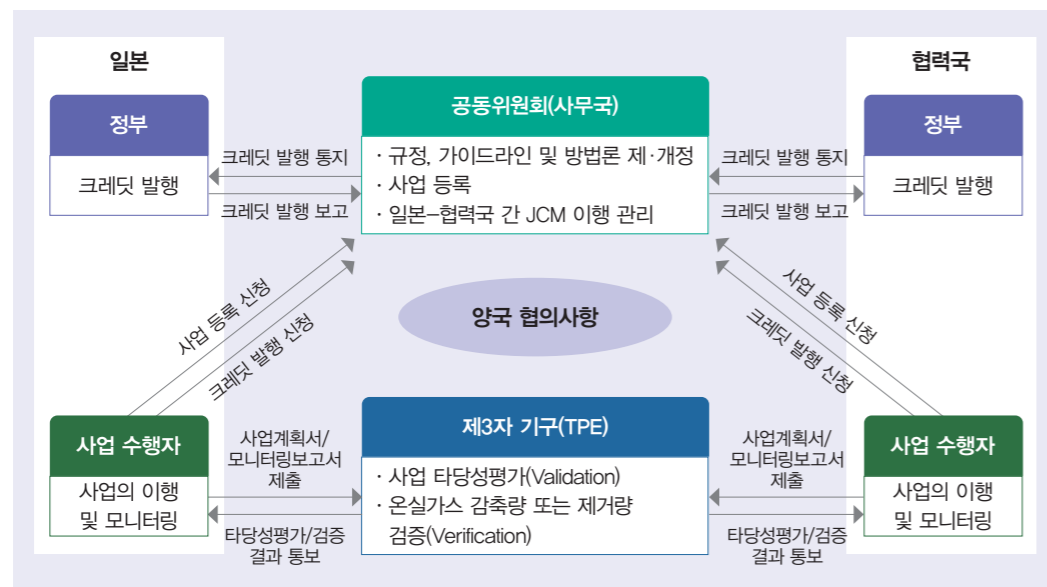 일본
협력국
정부
크레딧 발행
공동위원회(사무국)
· 규정, 가이드라인 및 방법론 제·개정
· 사업 등록
· 일본-협력국 간 JCM 이행 관리
정부
크레딧 발행
크레딧 발행 통지
크레딧 발행 보고
크레딧 발행 통지
크레딧 발행 보고
사업 등록 신청
크레딧 발행 신청
양국 협의사항
사업 등록 신청
크레딧 발행 신청
사업 수행자
사업의 이행
및 모니터링
사업계획서/
모니터링보고서
제출
타당성평가/검증
결과 통보
제3자 기구(TPE)
· 사업 타당성평가(Validation)
· 온실가스 감축량 또는 제거량
검증(Verification)
사업계획서/
모니터링보고서
제출
타당성평가/검증
결과 통보
사업 수행자
사업의 이행
및 모니터링